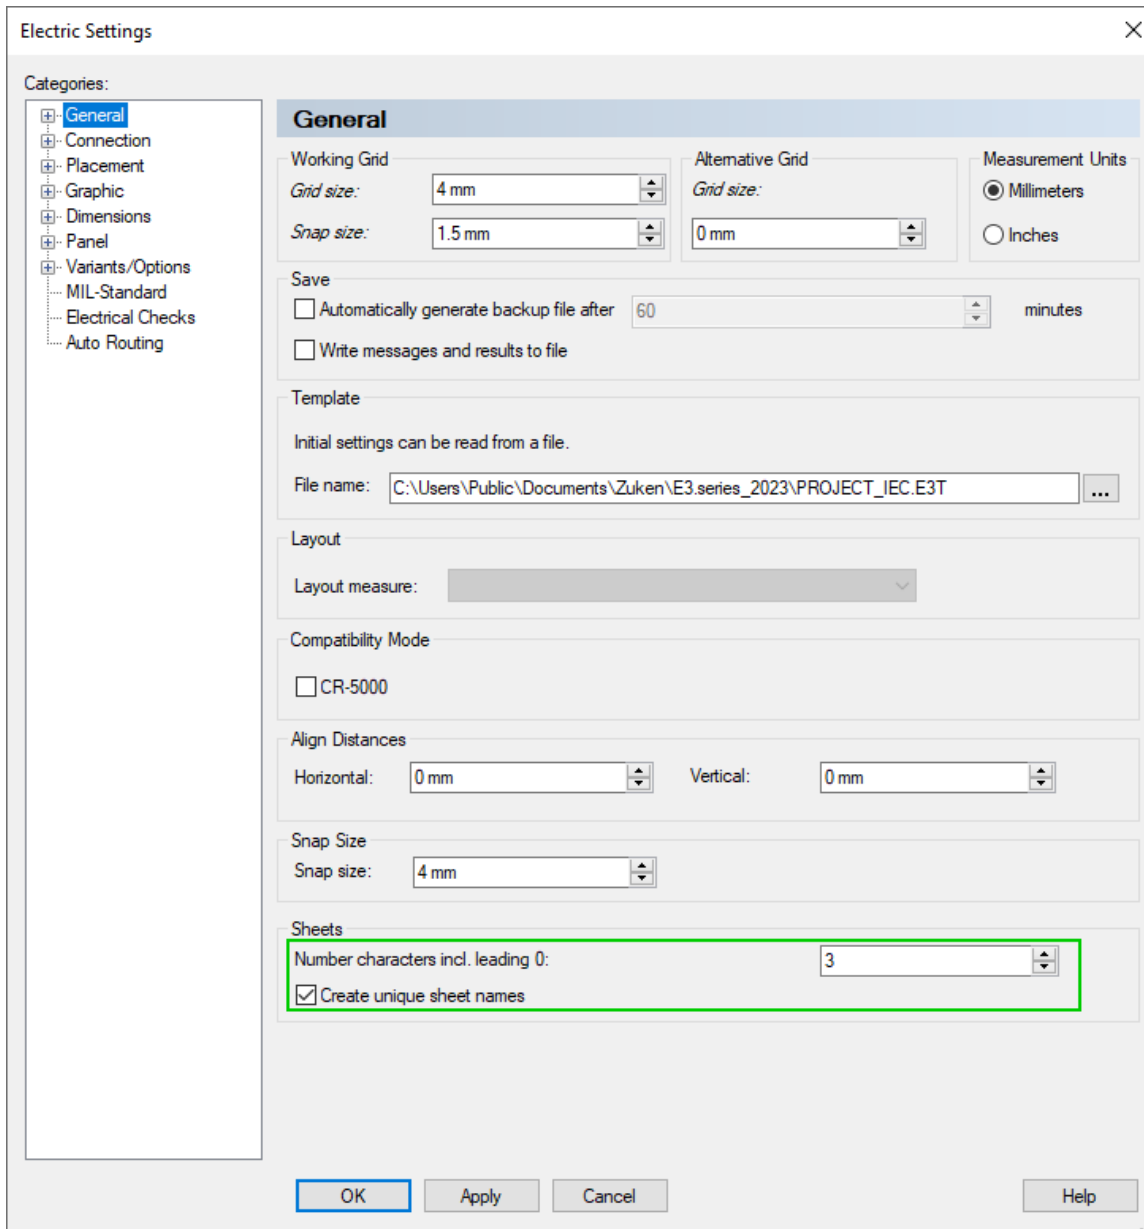 Electric Settings
Categories:
General
Connection
Placement
Graphic
Dimensions
Panel
Variants/Options
MIL-Standard
Electrical Checks
Auto Routing
General
Working Grid
Grid size: 4 mm
Snap size: 1.5 mm
Alternative Grid
Grid size:
0 mm
Measurement Units
Millimeters
Inches
Save
Automatically generate backup file after 60 minutes
Write messages and results to file
Template
Initial settings can be read from a file.
File name: C:\Users\Public\Documents\Zuken\E3.series_2023\PROJECT_IEC.E3T ...
Layout
Layout measure:
Compatibility Mode
CR-5000
Align Distances
Horizontal: 0 mm Vertical: 0 mm
Snap Size
Snap size: 4 mm
Sheets
Number characters incl. leading 0: 3
Create unique sheet names
OK Apply Cancel Help